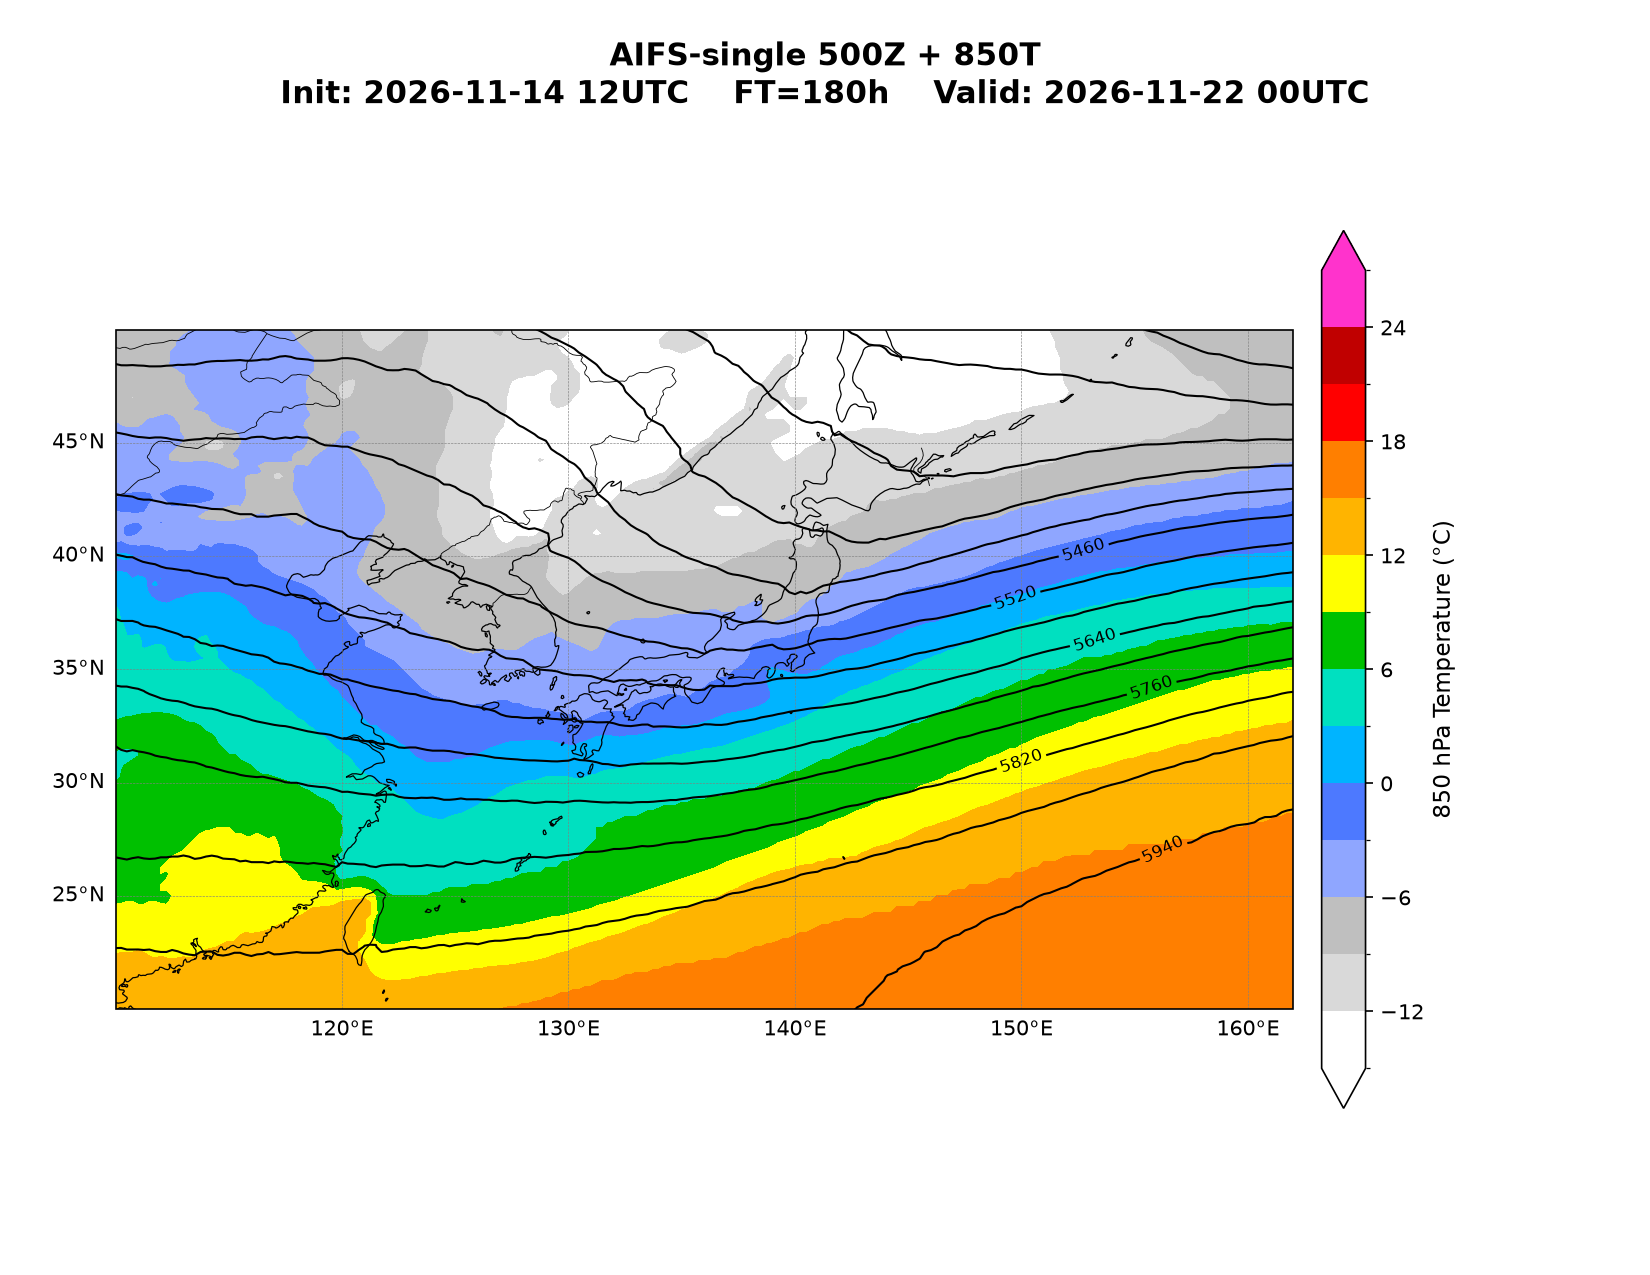 AIFS-single 500Z + 850T
Init: 2026-11-14 12UTC    FT=180h    Valid: 2026-11-22 00UTC
24
18
12
6
0
−6
−12
850 hPa Temperature (°C)
45°N
40°N
35°N
30°N
25°N
5460
5520
5640
5760
5820
5940
120°E
130°E
140°E
150°E
160°E